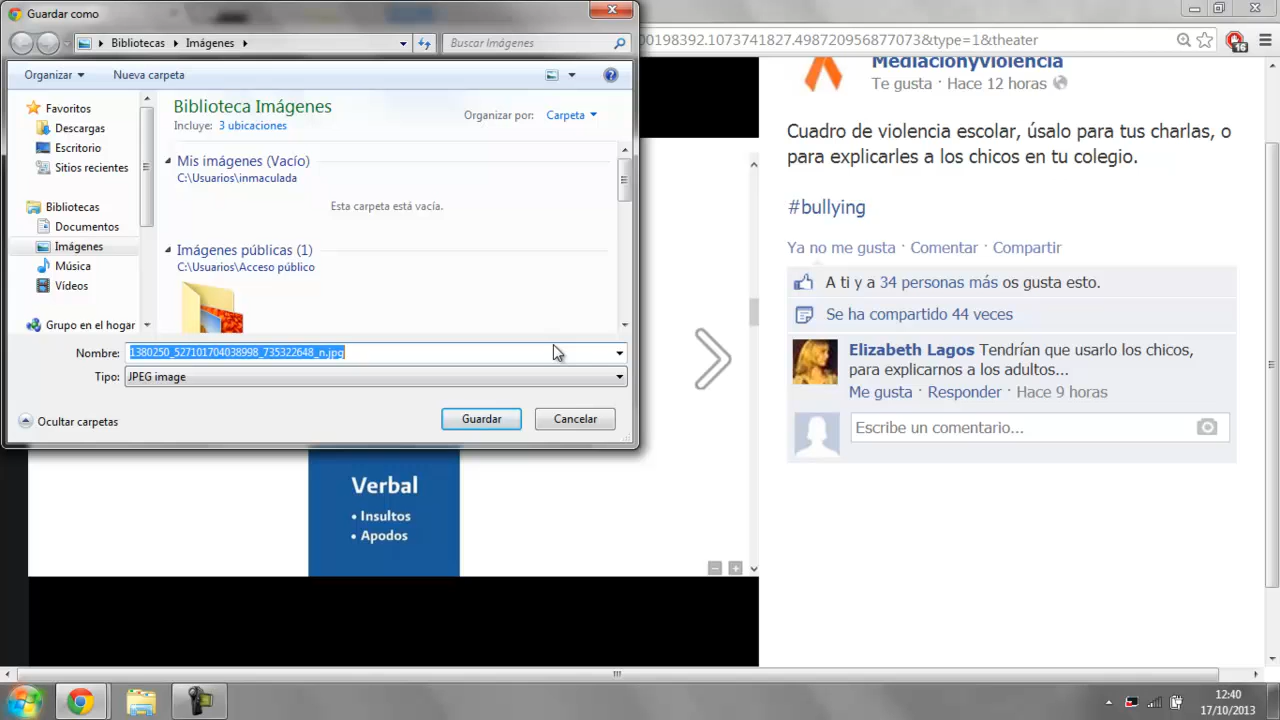 Guardar como
Bibliotecas
Imágenes
Buscar Imágenes
00198392.1073741827.498720956877073&type=1&theater
16
Organizar
Nueva carpeta
Favoritos
Descargas
Escritorio
Sitios recientes
Bibliotecas
Documentos
Imágenes
Música
Vídeos
Grupo en el hogar
Biblioteca Imágenes
Incluye: 3 ubicaciones
Organizar por: Carpeta
Mis imágenes (Vacío)
C:\Usuarios\inmaculada
Esta carpeta está vacía.
Imágenes públicas (1)
C:\Usuarios\Acceso público
Nombre: 1380250_527101704038998_735322648_n.jpg
Tipo: JPEG image
Ocultar carpetas
Guardar
Cancelar
Verbal
• Insultos
• Apodos
Mediacionyviolencia
Te gusta · Hace 12 horas
Cuadro de violencia escolar, úsalo para tus charlas, o
para explicarles a los chicos en tu colegio.
#bullying
Ya no me gusta · Comentar · Compartir
A ti y a 34 personas más os gusta esto.
Se ha compartido 44 veces
Elizabeth Lagos Tendrían que usarlo los chicos,
para explicarnos a los adultos...
Me gusta · Responder · Hace 9 horas
Escribe un comentario...
12:40
17/10/2013